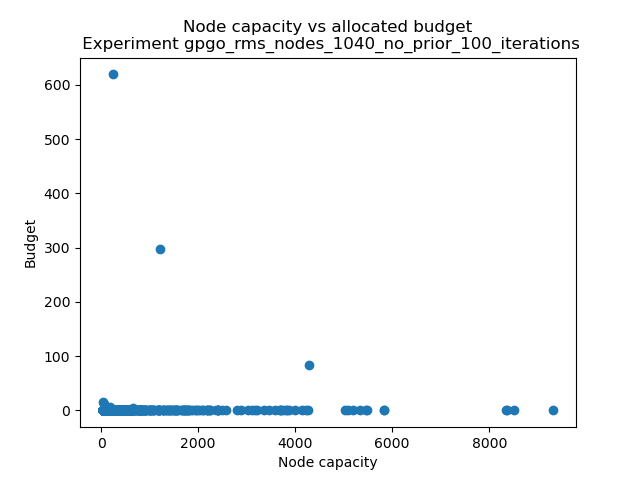 Node capacity vs allocated budget
Experiment gpgo_rms_nodes_1040_no_prior_100_iterations
600
500
400
300
200
100
0
Budget
0 2000 4000 6000 8000
Node capacity